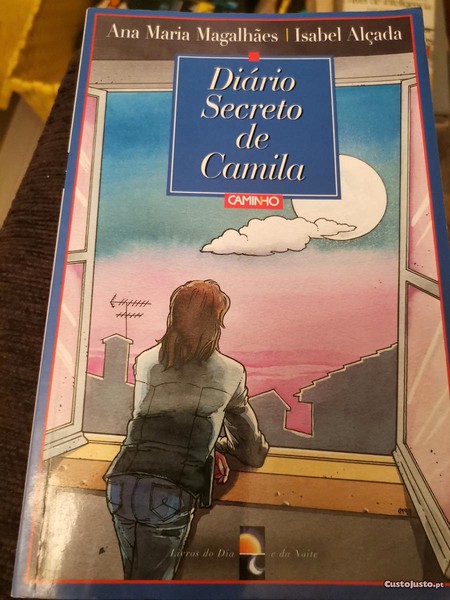 Ana Maria Magalhães | Isabel Alçada
Diário
Secreto
de
Camila
CAMINHO
Livros do Dia e da Noite
CustoJusto.pt